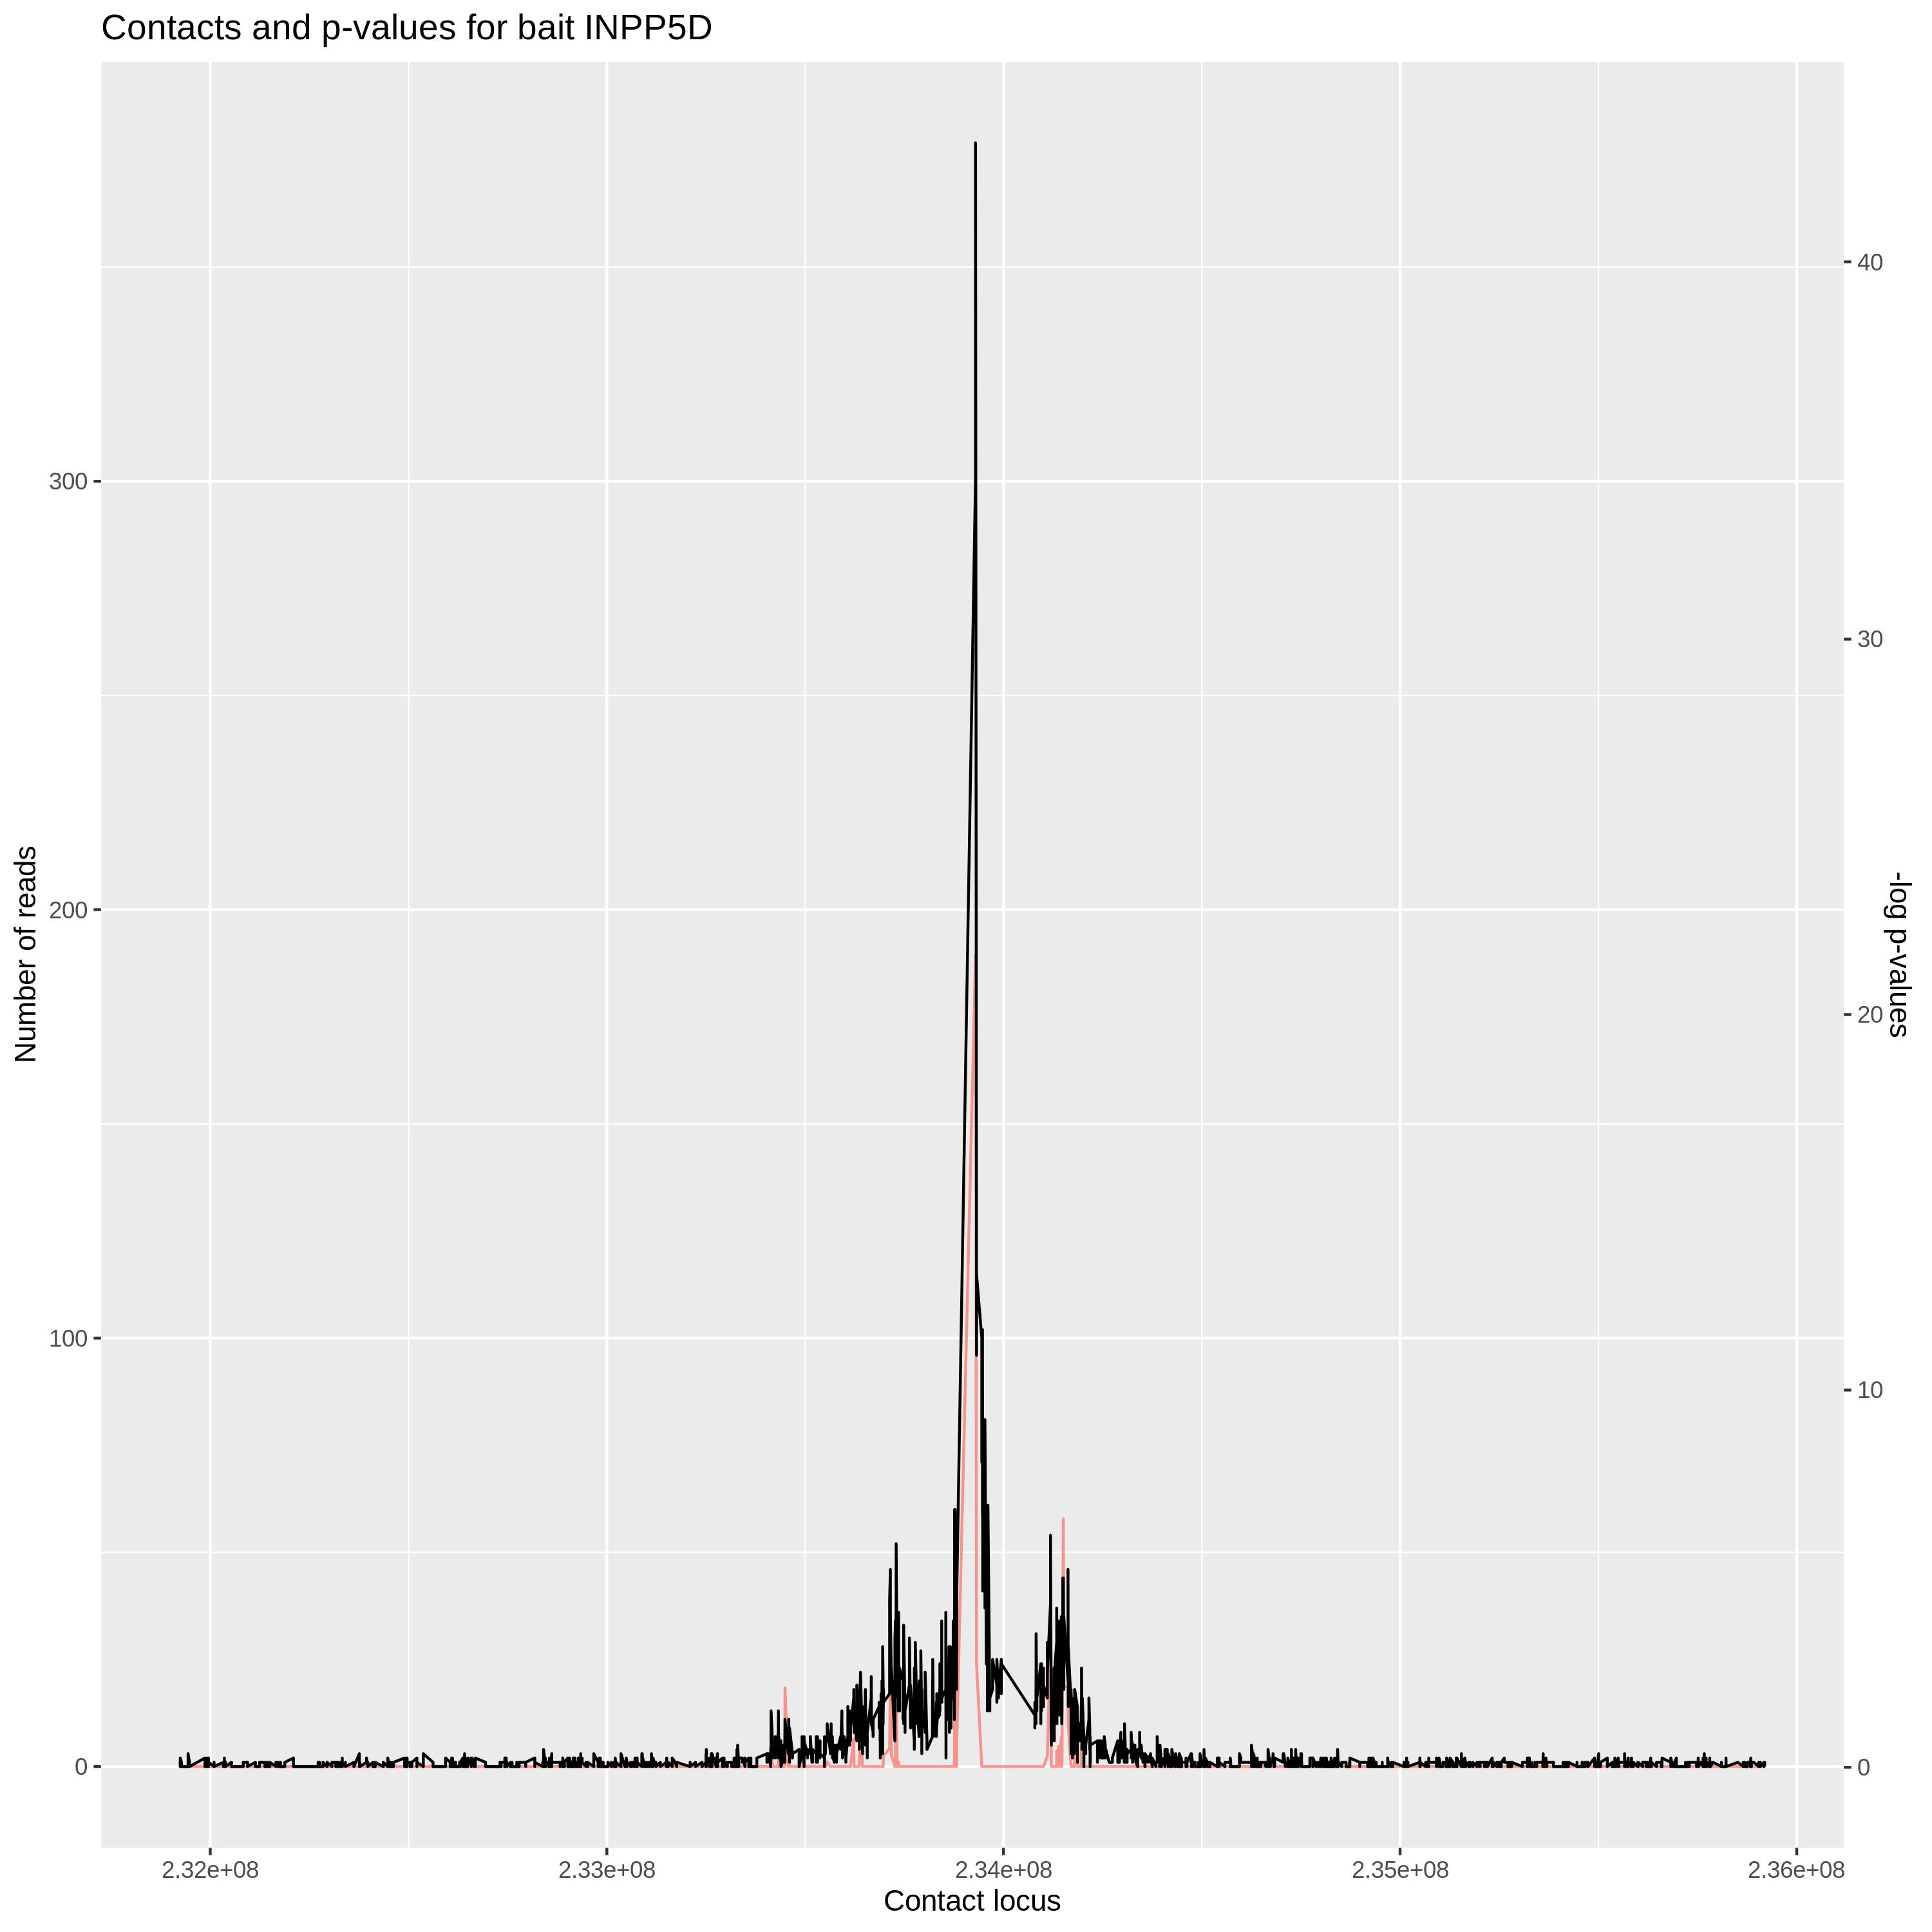 Contacts and p-values for bait INPP5D
Number of reads
300
200
100
0
40
30
20
10
0
-log p-values
2.32e+08 2.33e+08 2.34e+08 2.35e+08 2.36e+08
Contact locus